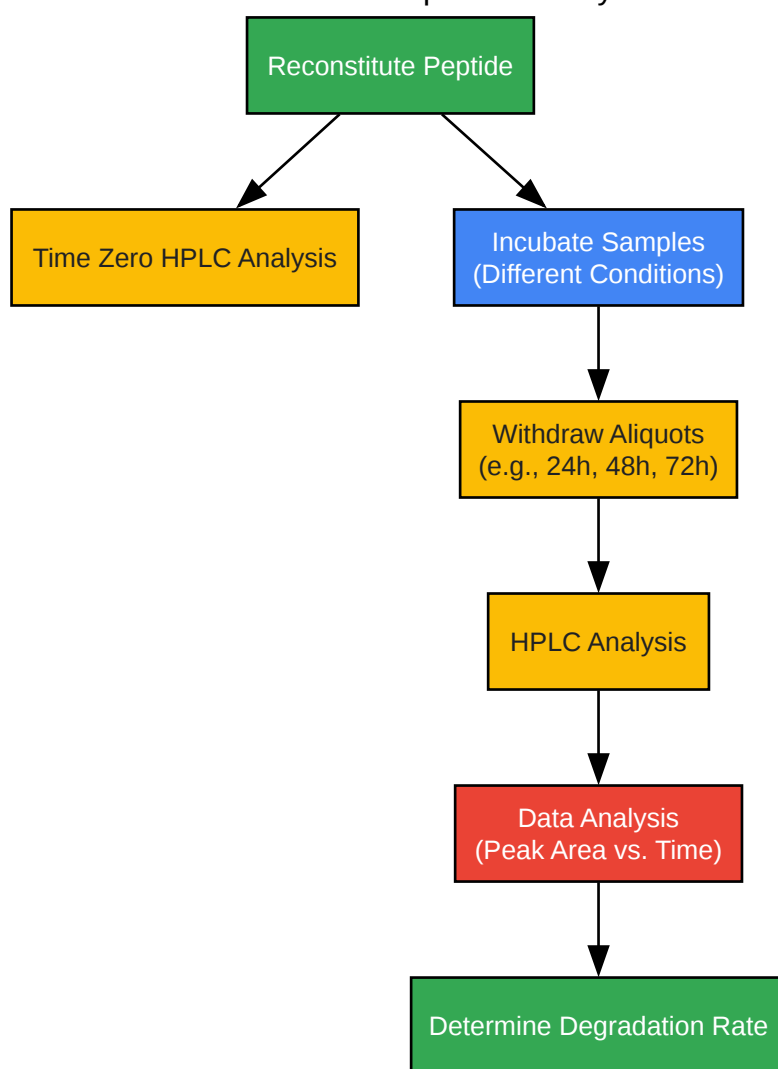 Reconstitute Peptide
Time Zero HPLC Analysis
Incubate Samples
(Different Conditions)
Withdraw Aliquots
(e.g., 24h, 48h, 72h)
HPLC Analysis
Data Analysis
(Peak Area vs. Time)
Determine Degradation Rate